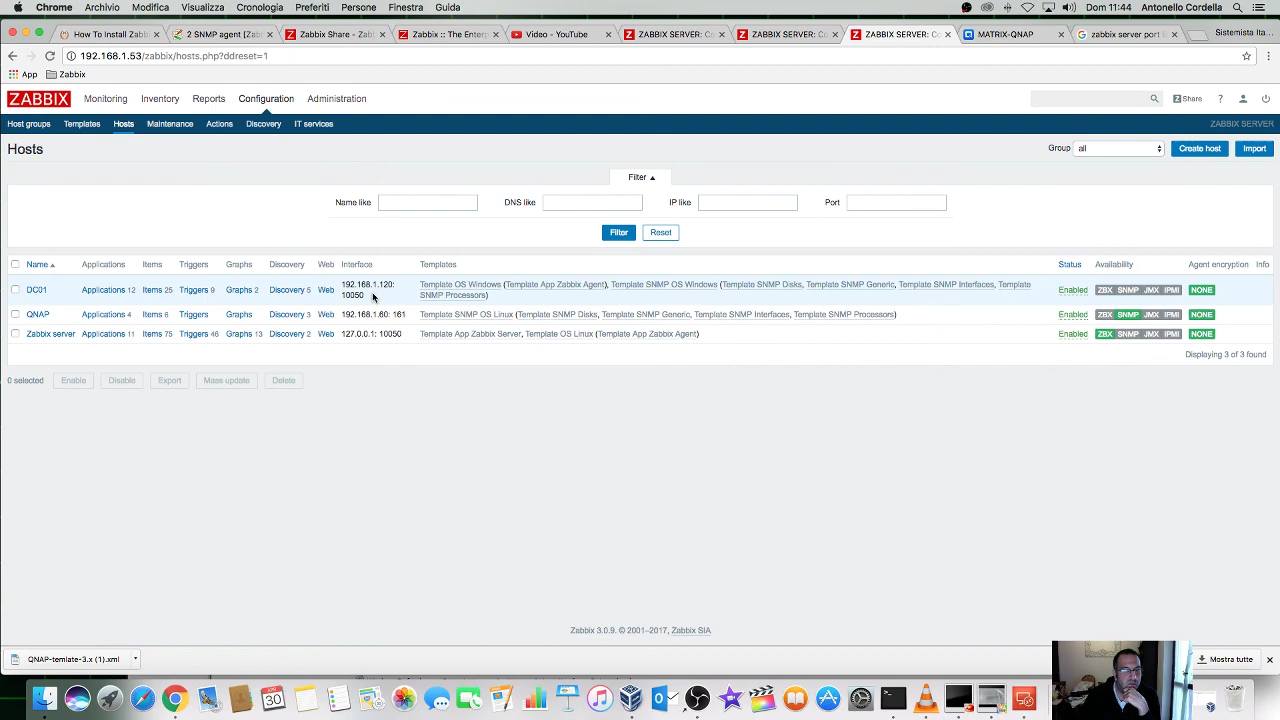 Chrome Archivio Modifica Visualizza Cronologia Preferiti Persone Finestra Guida Dom 11:44 Antonello Cordella
How To Install Zabb 2 SNMP agent [Zab Zabbix Share - Zab Zabbix :: The Enterp Video - YouTube ZABBIX SERVER: Co ZABBIX SERVER: Co ZABBIX SERVER: Co MATRIX-QNAP zabbix server port 6 Sistemista Ita...
192.168.1.53/zabbix/hosts.php?ddreset=1
App Zabbix
ZABBIX Monitoring Inventory Reports Configuration Administration Z Share ?
Host groups Templates Hosts Maintenance Actions Discovery IT services ZABBIX SERVER
Hosts Group all Create host Import
Filter
Name like DNS like IP like Port
Filter Reset
Name Applications Items Triggers Graphs Discovery Web Interface Templates Status Availability Agent encryption Info
DC01 Applications 12 Items 25 Triggers 9 Graphs 2 Discovery 5 Web 192.168.1.120: Template OS Windows (Template App Zabbix Agent), Template SNMP OS Windows (Template SNMP Disks, Template SNMP Generic, Template SNMP Interfaces, Template Enabled ZBX SNMP JMX IPMI NONE
10050 SNMP Processors)
QNAP Applications 4 Items 6 Triggers Graphs Discovery 3 Web 192.168.1.60: 161 Template SNMP OS Linux (Template SNMP Disks, Template SNMP Generic, Template SNMP Interfaces, Template SNMP Processors) Enabled ZBX SNMP JMX IPMI NONE
Zabbix server Applications 11 Items 75 Triggers 46 Graphs 13 Discovery 2 Web 127.0.0.1: 10050 Template App Zabbix Server, Template OS Linux (Template App Zabbix Agent) Enabled ZBX SNMP JMX IPMI NONE
Displaying 3 of 3 found
0 selected Enable Disable Export Mass update Delete
Zabbix 3.0.9. © 2001–2017, Zabbix SIA
QNAP-temlate-3.x (1).xml Mostra tutte
30